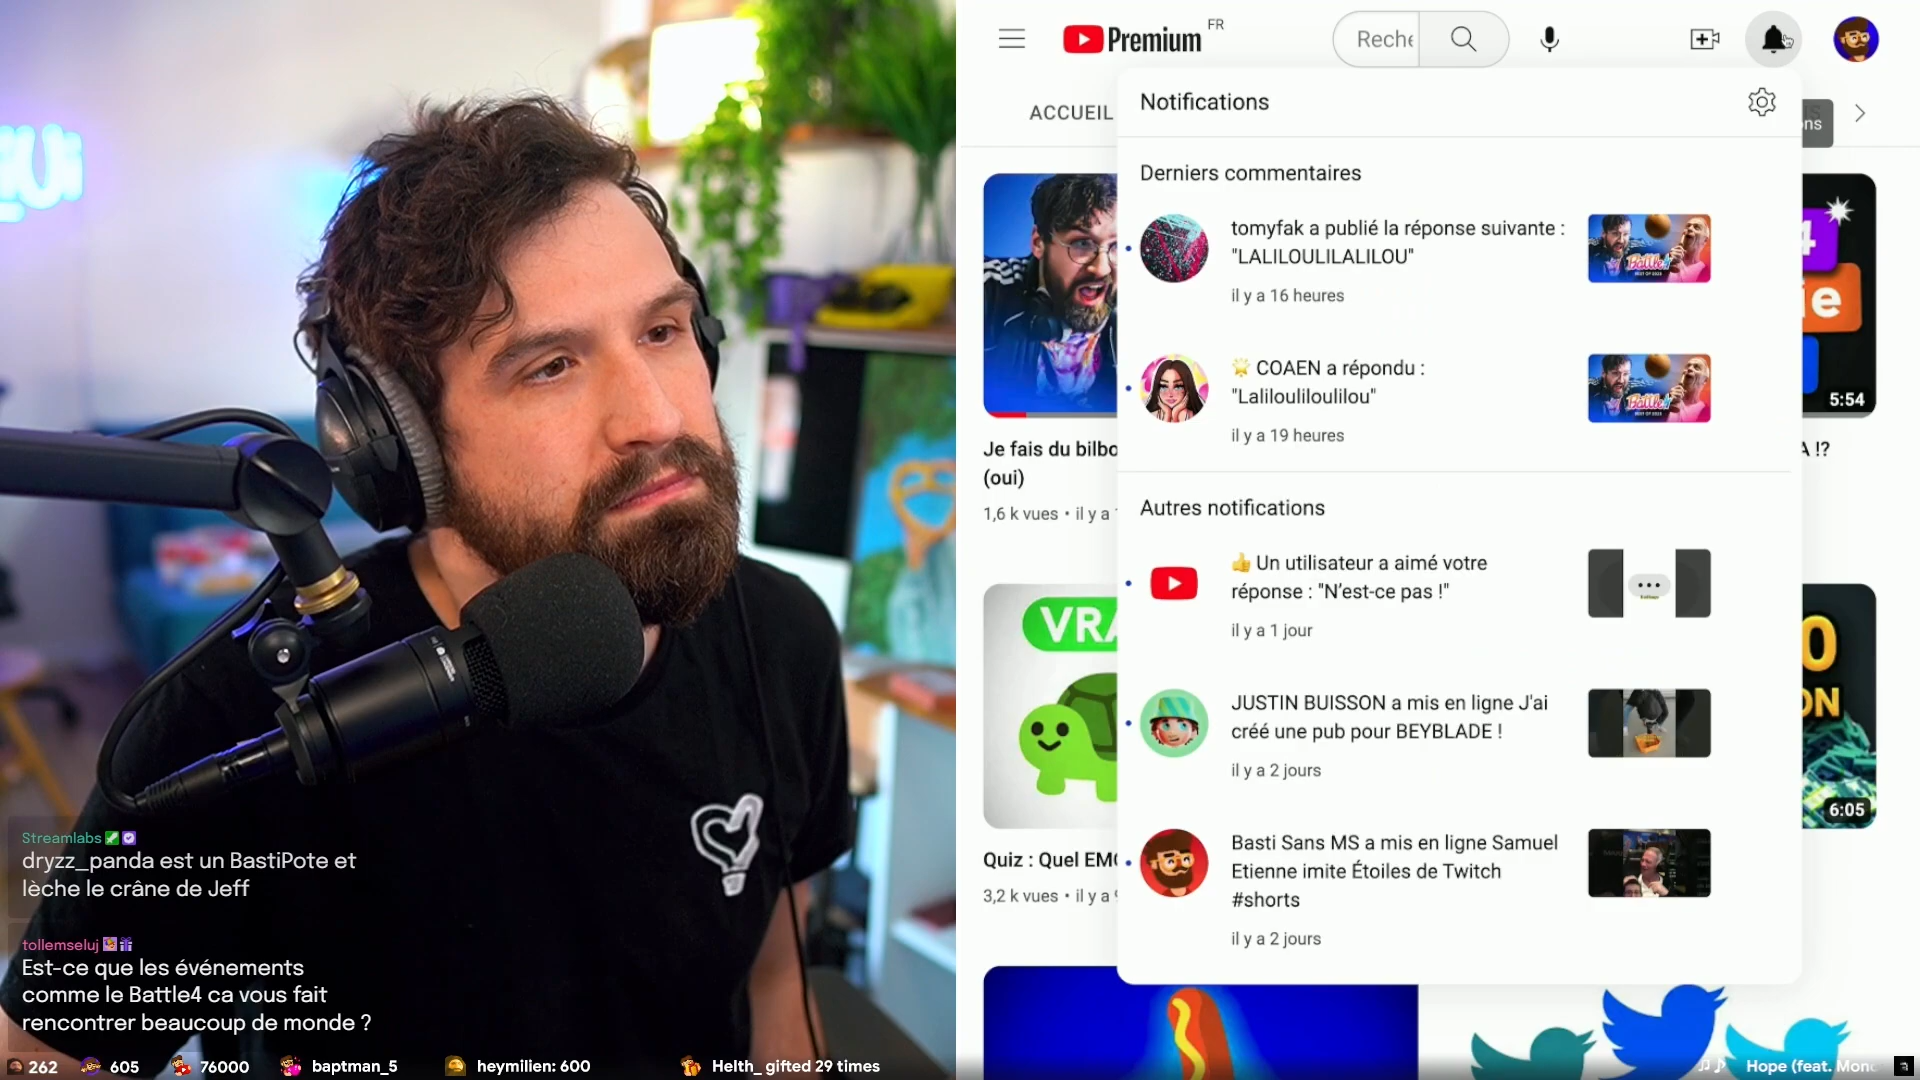 Premium FR
Reche
Notifications
ACCUEIL
ns
Derniers commentaires
tomyfak a publié la réponse suivante :
"LALILOULILALILOU"
il y a 16 heures
🌟 COAEN a répondu :
"Lalilouliloulilou"
il y a 19 heures
5:54
Je fais du bilbo
(oui)
1,6 k vues • il y a
A !?
Autres notifications
👍 Un utilisateur a aimé votre
réponse : "N’est-ce pas !"
il y a 1 jour
VRA
JUSTIN BUISSON a mis en ligne J'ai
créé une pub pour BEYBLADE !
il y a 2 jours
6:05
Basti Sans MS a mis en ligne Samuel
Etienne imite Étoiles de Twitch
#shorts
il y a 2 jours
Quiz : Quel EMO
3,2 k vues • il y a
Streamlabs
dryzz_panda est un BastiPote et
lèche le crâne de Jeff
tollemseluj
Est-ce que les événements
comme le Battle4 ca vous fait
rencontrer beaucoup de monde ?
262 605 76000 baptman_5 heymilien: 600 Helth_ gifted 29 times
Hope (feat. Mon